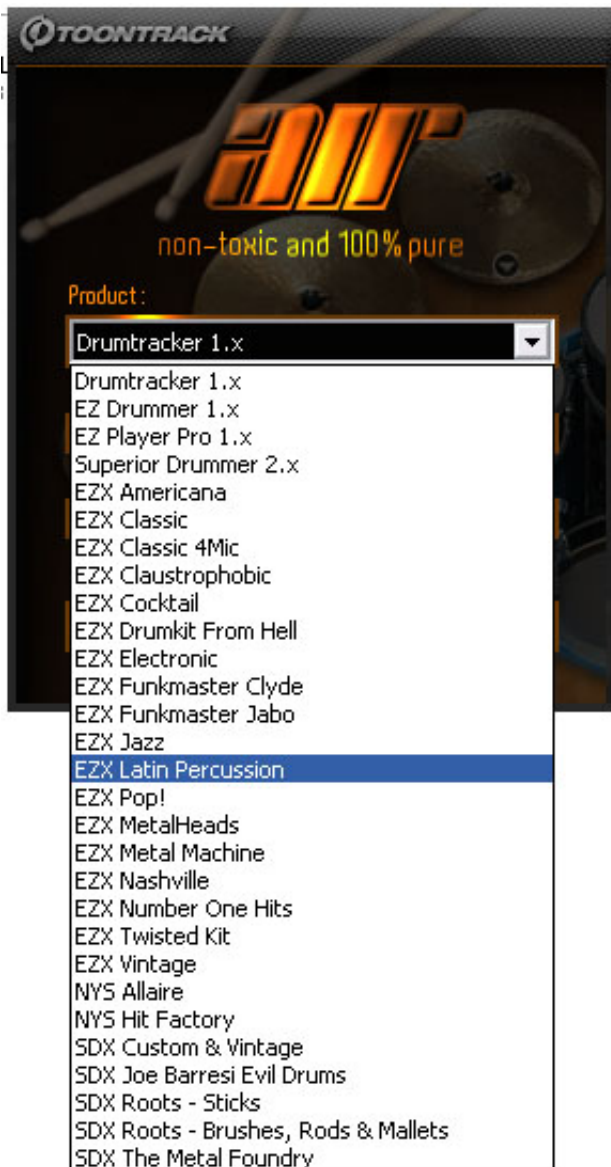 TOONTRACK
L
air
non-toxic and 100% pure
Product:
Drumtracker 1.x
Drumtracker 1.x
EZ Drummer 1.x
EZ Player Pro 1.x
Superior Drummer 2.x
EZX Americana
EZX Classic
EZX Classic 4Mic
EZX Claustrophobic
EZX Cocktail
EZX Drumkit From Hell
EZX Electronic
EZX Funkmaster Clyde
EZX Funkmaster Jabo
EZX Jazz
EZX Latin Percussion
EZX Pop!
EZX MetalHeads
EZX Metal Machine
EZX Nashville
EZX Number One Hits
EZX Twisted Kit
EZX Vintage
NYS Allaire
NYS Hit Factory
SDX Custom & Vintage
SDX Joe Barresi Evil Drums
SDX Roots - Sticks
SDX Roots - Brushes, Rods & Mallets
SDX The Metal Foundry